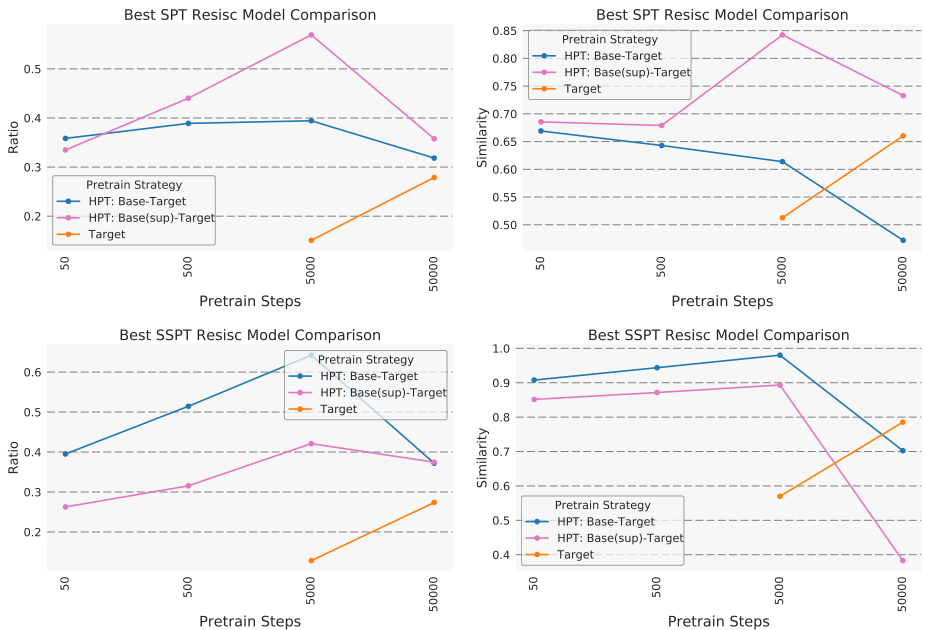 Best SPT Resisc Model Comparison
Ratio
0.5
0.4
0.3
0.2
Pretrain Strategy
HPT: Base-Target
HPT: Base(sup)-Target
Target
50
500
5000
50000
Pretrain Steps
Best SPT Resisc Model Comparison
Similarity
0.85
0.80
0.75
0.70
0.65
0.60
0.55
0.50
Pretrain Strategy
HPT: Base-Target
HPT: Base(sup)-Target
Target
50
500
5000
50000
Pretrain Steps
Best SSPT Resisc Model Comparison
Ratio
0.6
0.5
0.4
0.3
0.2
Pretrain Strategy
HPT: Base-Target
HPT: Base(sup)-Target
Target
50
500
5000
50000
Pretrain Steps
Best SSPT Resisc Model Comparison
Similarity
1.0
0.9
0.8
0.7
0.6
0.5
0.4
Pretrain Strategy
HPT: Base-Target
HPT: Base(sup)-Target
Target
50
500
5000
50000
Pretrain Steps